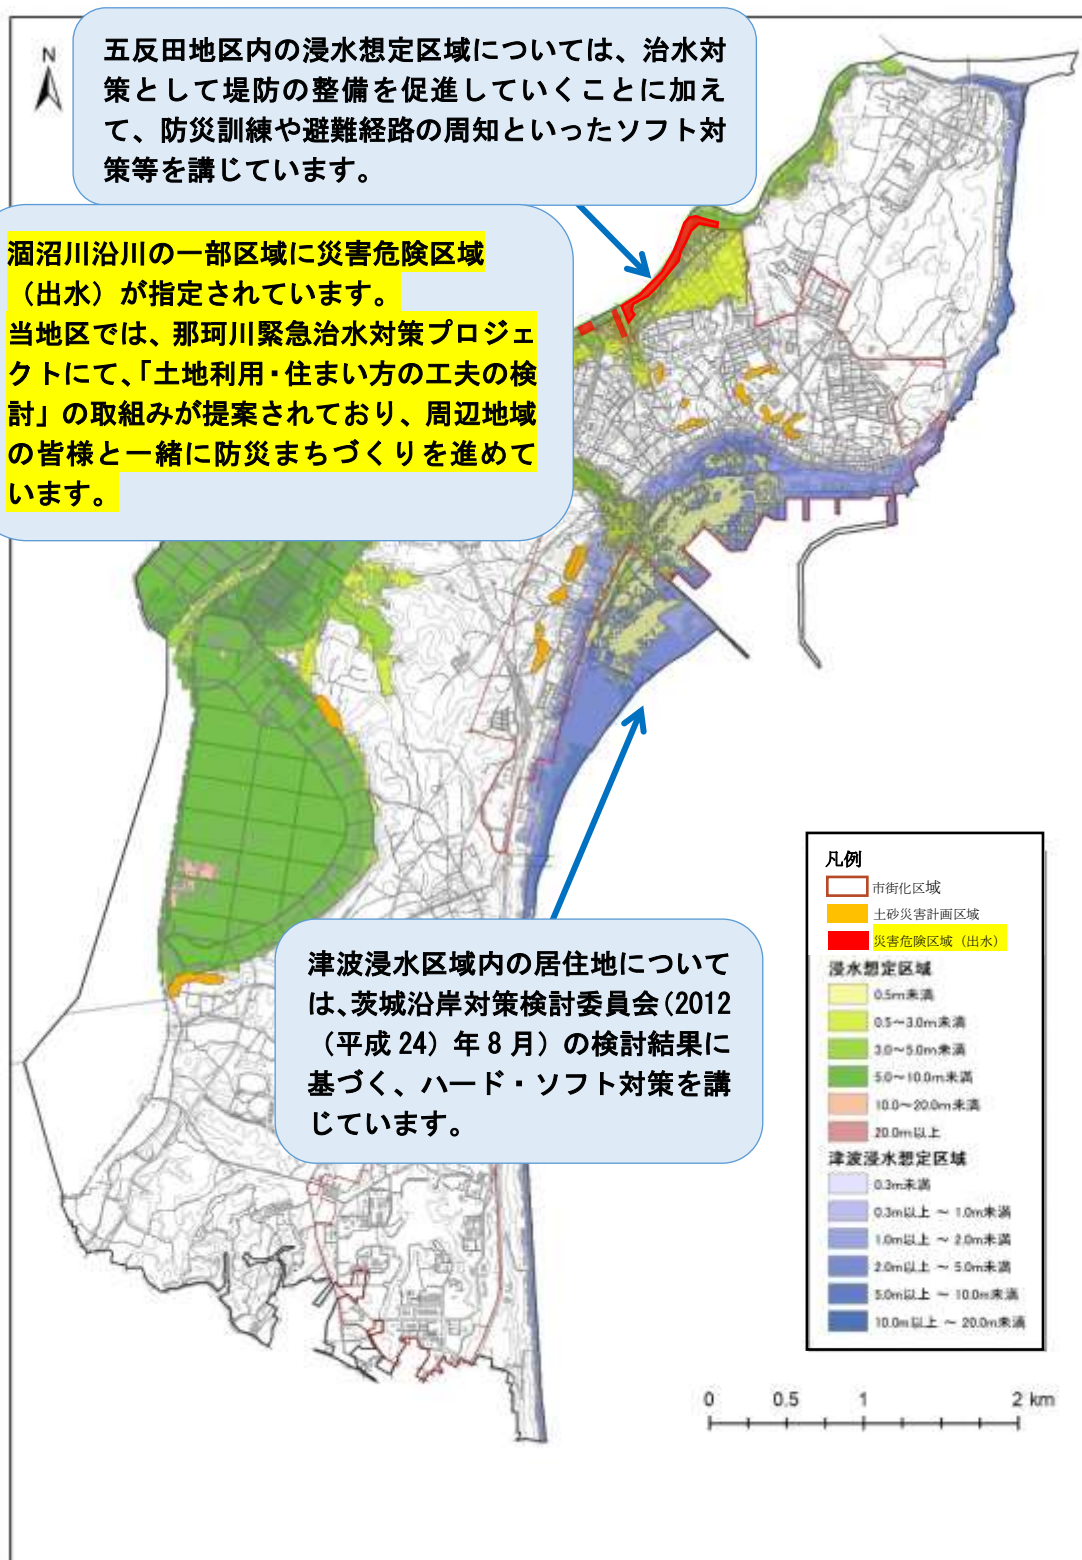 N
五反田地区内の浸水想定区域については、治水対
策として堤防の整備を促進していくことに加え
て、防災訓練や避難経路の周知といったソフト対
策等を講じています。
涸沼川沿川の一部区域に災害危険区域
（出水）が指定されています。
当地区では、那珂川緊急治水対策プロジェ
クトにて、「土地利用・住まい方の工夫の検
討」の取組みが提案されており、周辺地域
の皆様と一緒に防災まちづくりを進めて
います。
津波浸水区域内の居住地について
は、茨城沿岸対策検討委員会（2012
（平成 24）年 8 月）の検討結果に
基づく、ハード・ソフト対策を講
じています。
凡例
市街化区域
土砂災害計画区域
災害危険区域（出水）
浸水想定区域
0.5m未満
0.5～3.0m未満
3.0～5.0m未満
5.0～10.0m未満
10.0～20.0m未満
20.0m以上
津波浸水想定区域
0.3m未満
0.3m以上 ～ 1.0m未満
1.0m以上 ～ 2.0m未満
2.0m以上 ～ 5.0m未満
5.0m以上 ～ 10.0m未満
10.0m以上 ～ 20.0m未満
0 0.5 1 2 km